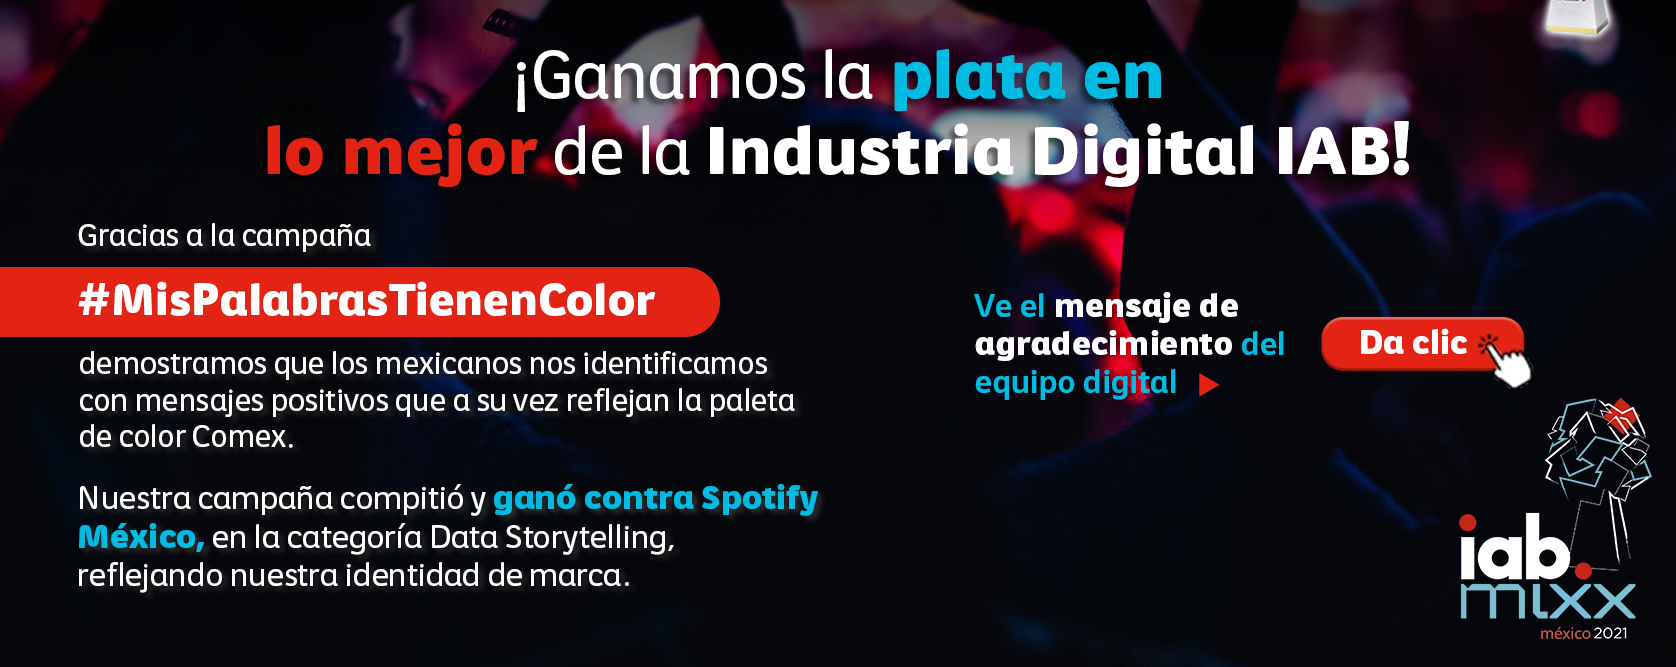 ¡Ganamos la plata en
lo mejor de la Industria Digital IAB!
Gracias a la campaña
#MisPalabrasTienenColor
demostramos que los mexicanos nos identificamos
con mensajes positivos que a su vez reflejan la paleta
de color Comex.
Nuestra campaña compitió y ganó contra Spotify
México, en la categoría Data Storytelling,
reflejando nuestra identidad de marca.
Ve el mensaje de
agradecimiento del
equipo digital
Da clic
iab.
mixx
méxico 2021